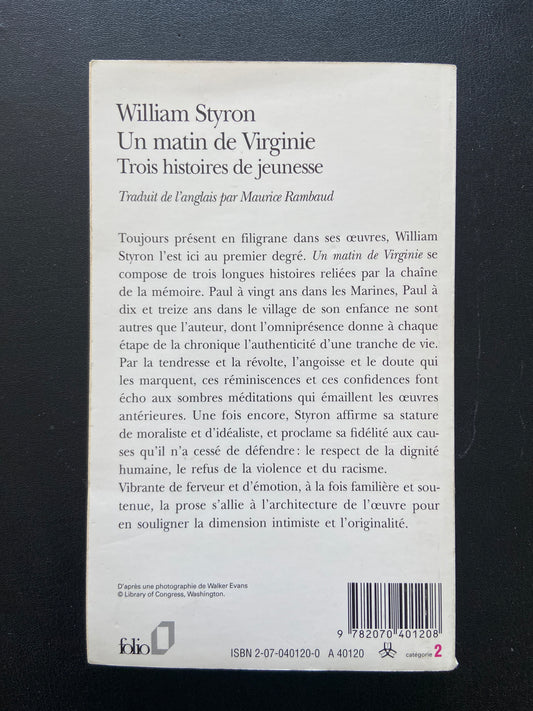 William Styron
Un matin de Virginie
Trois histoires de jeunesse
Traduit de l'anglais par Maurice Rambaud
Toujours présent en filigrane dans ses œuvres, William
Styron l'est ici au premier degré. Un matin de Virginie se
compose de trois longues histoires reliées par la chaîne
de la mémoire. Paul à vingt ans dans les Marines, Paul à
dix et treize ans dans le village de son enfance ne sont
autres que l'auteur, dont l'omniprésence donne à chaque
étape de la chronique l'authenticité d'une tranche de vie.
Par la tendresse et la révolte, l'angoisse et le doute qui
les marquent, ces réminiscences et ces confidences font
écho aux sombres méditations qui émaillent les œuvres
antérieures. Une fois encore, Styron affirme sa stature
de moraliste et d'idéaliste, et proclame sa fidélité aux cau-
ses qu'il n'a cessé de défendre : le respect de la dignité
humaine, le refus de la violence et du racisme.
Vibrante de ferveur et d'émotion, à la fois familière et sou-
tenue, la prose s'allie à l'architecture de l'œuvre pour
en souligner la dimension intimiste et l'originalité.
D'après une photographie de Walker Evans
© Library of Congress, Washington.
9 782070 401208
folio
ISBN 2-07-040120-0 A 40120
catégorie 2